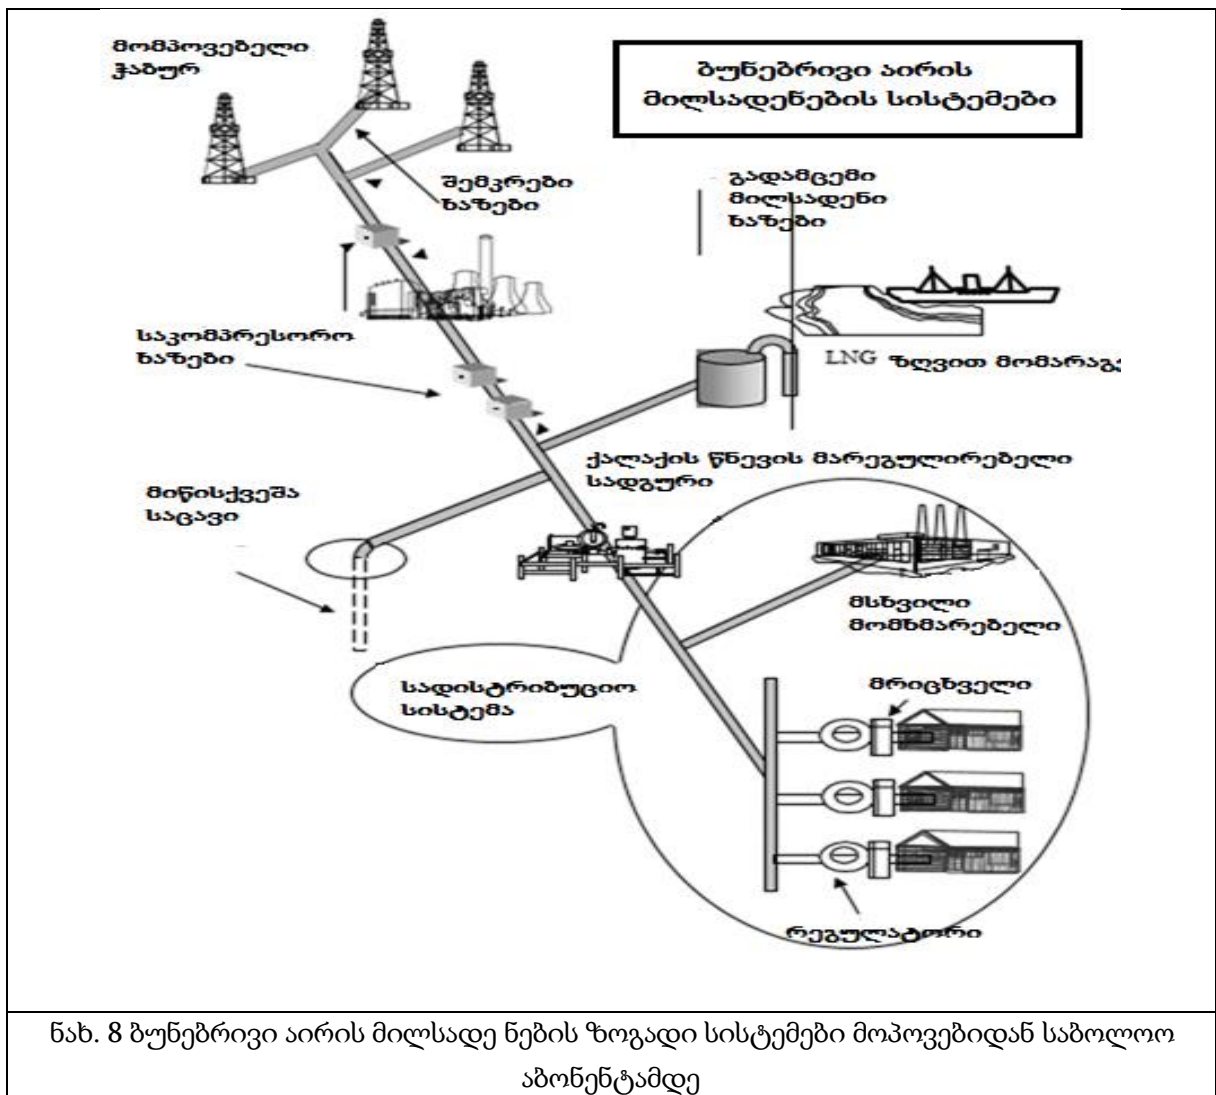 მომპოვებელი
ჭაბურ
ბუნებრივი აირის
მილსადენების სისტემები
შემკრები
ხაზები
გადამცემი
მილსადენი
ხაზები
საკომპრესორო
ხაზები
LNG ზღვით მომარაგე
ქალაქის წნევის მარეგულირებელი
სადგური
მიწისქვეშა
საცავი
მსხვილი
მომხმარებელი
სადისტრიბუციო
სისტემა
მრიცხველი
რეგულატორი
ნახ. 8 ბუნებრივი აირის მილსადე ნების ზოგადი სისტემები მოპოვებიდან საბოლოო
აბონენტამდე